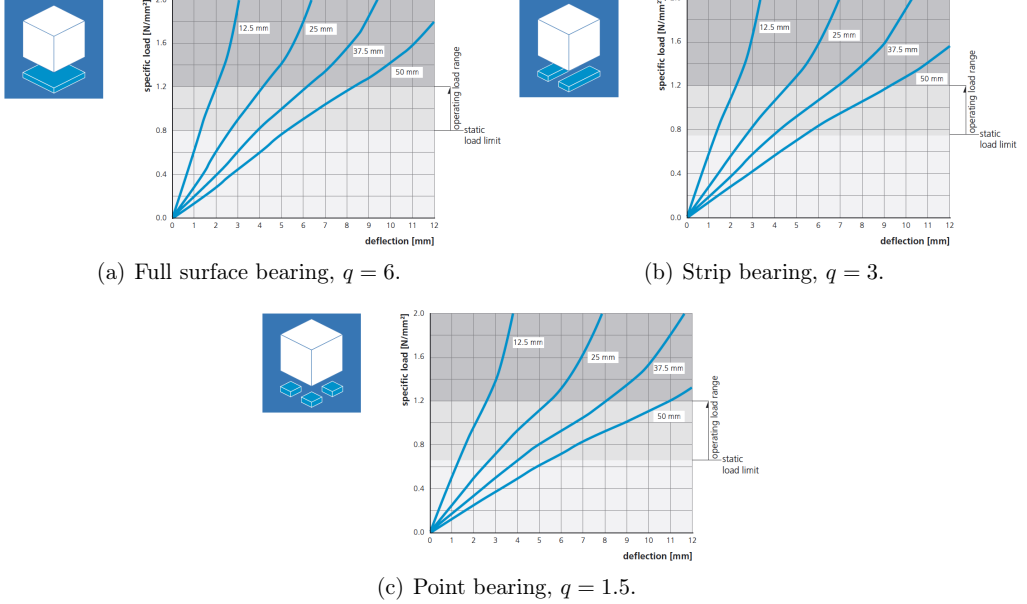 2.0
1.6
1.2
0.8
0.4
0.0
specific load [N/mm²]
12.5 mm
25 mm
37.5 mm
50 mm
operating load range
static
load limit
0 1 2 3 4 5 6 7 8 9 10 11 12
deflection [mm]
1.6
1.2
0.8
0.4
0.0
specific load [N/mm²]
12.5 mm
25 mm
37.5 mm
50 mm
operating load range
static
load limit
0 1 2 3 4 5 6 7 8 9 10 11 12
deflection [mm]
(a) Full surface bearing, q = 6.
(b) Strip bearing, q = 3.
2.0
1.6
1.2
0.8
0.4
0.0
specific load [N/mm²]
12.5 mm
25 mm
37.5 mm
50 mm
operating load range
static
load limit
0 1 2 3 4 5 6 7 8 9 10 11 12
deflection [mm]
(c) Point bearing, q = 1.5.